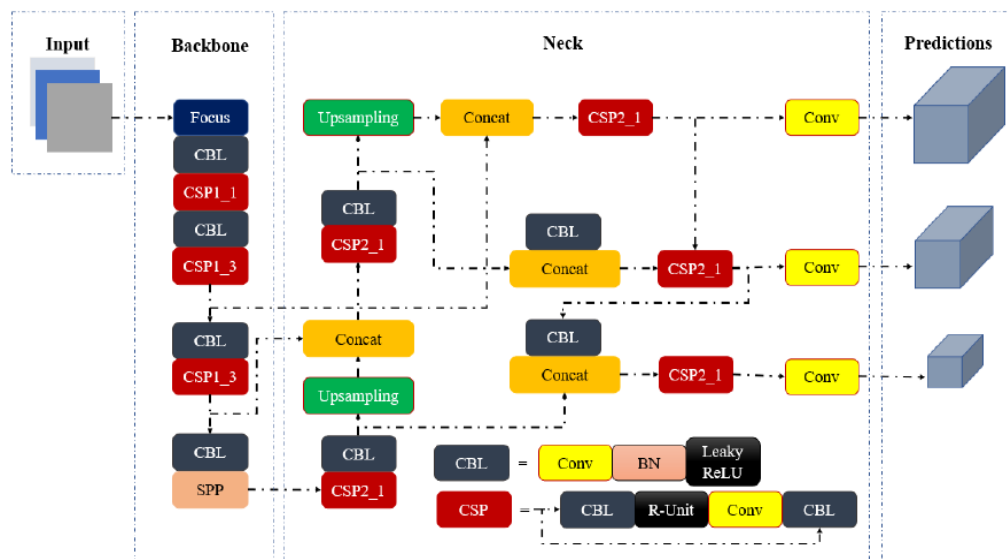 Input
Backbone
Neck
Predictions
Focus
CBL
CSP1_1
CBL
CSP1_3
CBL
CSP1_3
CBL
SPP
Upsampling
Concat
CSP2_1
Conv
CBL
CSP2_1
CBL
Concat
CSP2_1
Conv
Concat
CBL
Concat
CSP2_1
Conv
Upsampling
CBL
CSP2_1
CBL = Conv BN Leaky
ReLU
CSP = CBL R-Unit Conv CBL